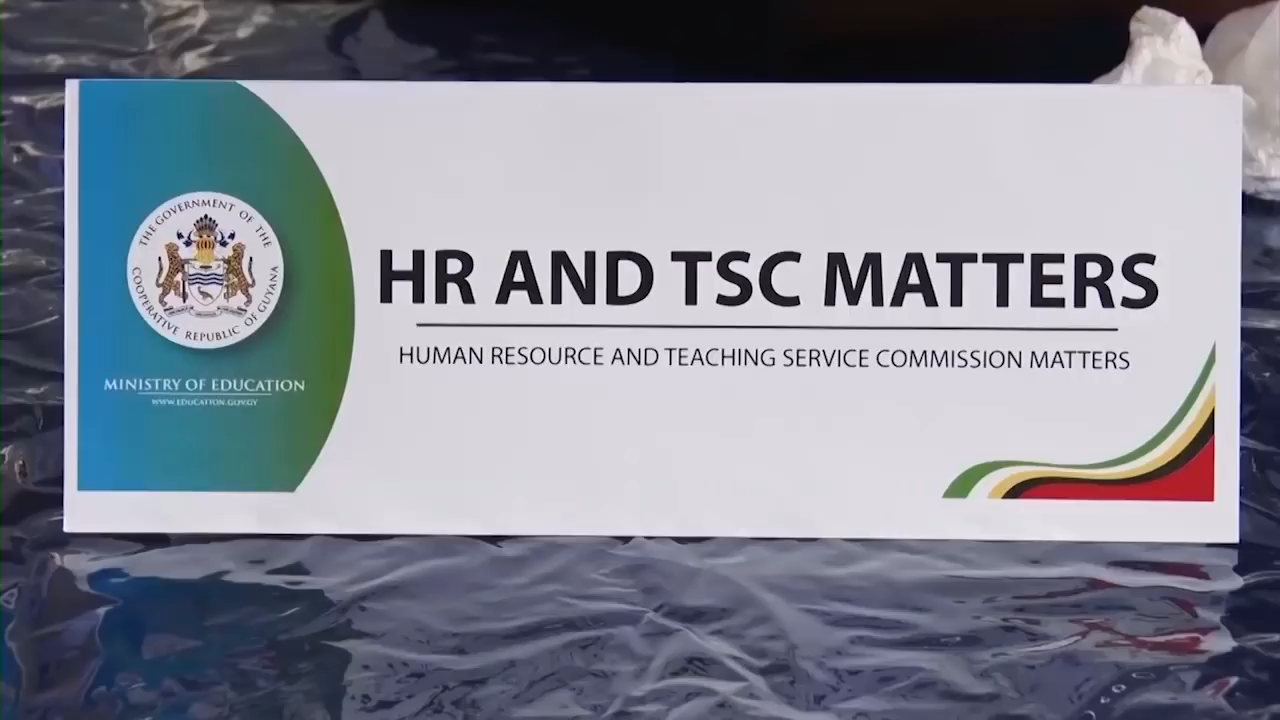 THE GOVERNMENT OF THE
COOPERATIVE REPUBLIC OF GUYANA
MINISTRY OF EDUCATION
WWW.EDUCATION.GOV.GY
HR AND TSC MATTERS
HUMAN RESOURCE AND TEACHING SERVICE COMMISSION MATTERS